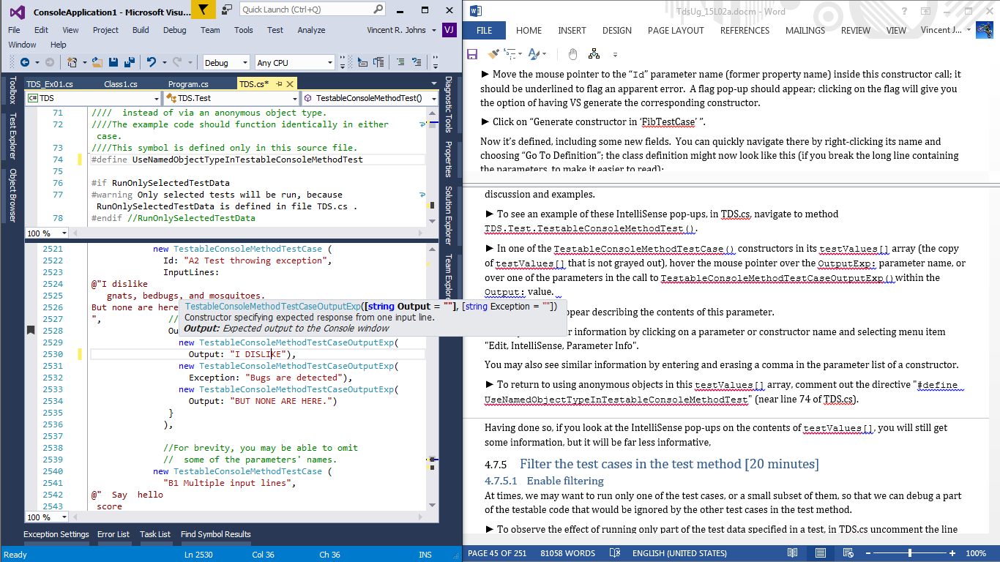 ConsoleApplication1 - Microsoft Visu...
Quick Launch (Ctrl+Q)
File Edit View Project Build Debug Team Tools Test Analyze Vincent R. Johns VJ
Window Help
Debug Any CPU
TDS_Ex01.cs Class1.cs Program.cs TDS.cs*
C# TDS TDS.Test TestableConsoleMethodTest()
Toolbox
Test Explorer
Object Browser
71 //// instead of via an anonymous object type.
72 ////The example code should function identically in either
case.
73 ////This symbol is defined only in this source file.
74 #define UseNamedObjectTypeInTestableConsoleMethodTest
75
76 #if RunOnlySelectedTestData
77 #warning Only selected tests will be run, because
RunOnlySelectedTestData is defined in file TDS.cs .
78 #endif //RunOnlySelectedTestData
100 %
2521 new TestableConsoleMethodTestCase (
2522 Id: "A2 Test throwing exception",
2523 InputLines:
2524 @"I dislike
2525 gnats, bedbugs, and mosquitoes.
2526 But none are here
2527 ", //
2528 Ou
2529 new TestableConsoleMethodTestCaseOutputExp(
2530 Output: "I DISLIKE"),
2531 new TestableConsoleMethodTestCaseOutputExp(
2532 Exception: "Bugs are detected"),
2533 new TestableConsoleMethodTestCaseOutputExp(
2534 Output: "BUT NONE ARE HERE.")
2535 }
2536 ),
2537
2538 //For brevity, you may be able to omit
2539 // some of the parameters' names.
2540 new TestableConsoleMethodTestCase (
2541 "B1 Multiple input lines",
2542 @" Say hello
2543 score
100 %
TestableConsoleMethodTestCaseOutputExp([string Output = ""], [string Exception = ""])
Constructor specifying expected response from one input line.
Output: Expected output to the Console window
Diagnostic Tools
Properties
Solution Explorer
Team Explorer
Exception Settings Error List Task List Find Symbol Results
Ready Ln 2530 Col 36 Ch 36 INS
TdsUg_15L02a.docm - Word
FILE HOME INSERT DESIGN PAGE LAYOUT REFERENCES MAILINGS REVIEW VIEW Vincent J...
► Move the mouse pointer to the “Id” parameter name (former property name) inside this constructor call; it
should be underlined to flag an apparent error. A flag pop-up should appear; clicking on the flag will give you
the option of having VS generate the corresponding constructor.
► Click on “Generate constructor in ‘FibTestCase’ ”.
Now it’s defined, including some new fields. You can quickly navigate there by right-clicking its name and
choosing “Go To Definition”; the class definition might now look like this (if you break the long line containing
the parameters, to make it easier to read):
discussion and examples.
► To see an example of these IntelliSense pop-ups, in TDS.cs, navigate to method
TDS.Test.TestableConsoleMethodTest().
► In one of the TestableConsoleMethodTestCase() constructors in its testValues[] array (the copy
of testValues[] that is not grayed out), hover the mouse pointer over the OutputExp: parameter name, or
over one of the parameters in the call to TestableConsoleMethodTestCaseOutputExp()within the
Output: value.
ppear describing the contents of this parameter.
r information by clicking on a parameter or constructor name and selecting menu item
"Edit, IntelliSense, Parameter Info".
You may also see similar information by entering and erasing a comma in the parameter list of a constructor.
► To return to using anonymous objects in this testValues[] array, comment out the directive "#define
UseNamedObjectTypeInTestableConsoleMethodTest" (near line 74 of TDS.cs).
Having done so, if you look at the IntelliSense pop-ups on the contents of testValues[], you will still get
some information, but it will be far less informative,
4.7.5 Filter the test cases in the test method [20 minutes]
4.7.5.1 Enable filtering
At times, we may want to run only one of the test cases, or a small subset of them, so that we can debug a part
of the testable code that would be ignored by the other test cases in the test method.
► To observe the effect of running only part of the test data specified in a test, in TDS.cs uncomment the line
PAGE 45 OF 251 81058 WORDS ENGLISH (UNITED STATES) 100%